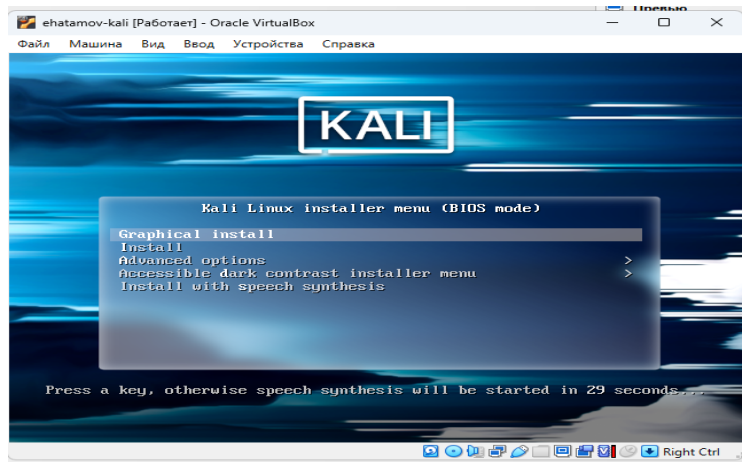 Превью
ehatamov-kali [Работает] - Oracle VirtualBox
Файл Машина Вид Ввод Устройства Справка
KALI
Kali Linux installer menu (BIOS mode)
Graphical install
Install
Advanced options >
Accessible dark contrast installer menu >
Install with speech synthesis
Press a key, otherwise speech synthesis will be started in 29 seconds...
Right Ctrl